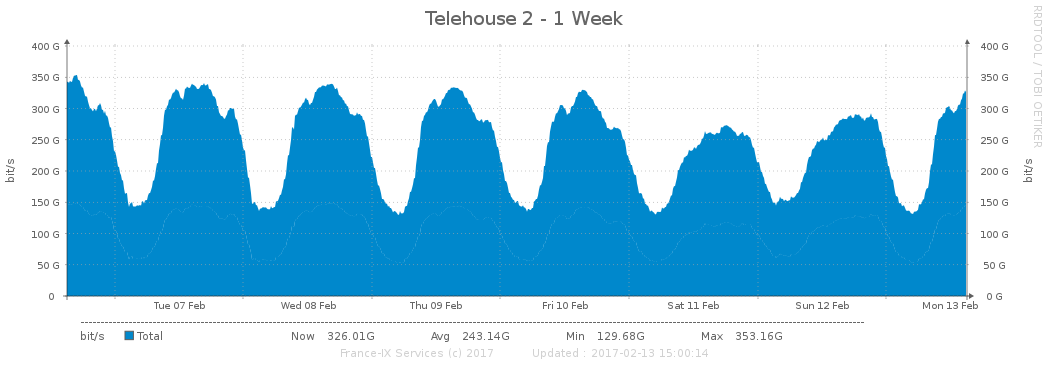 Telehouse 2 - 1 Week
RRDTOOL / TOBI OETIKER
400 G 400 G
350 G 350 G
300 G 300 G
250 G 250 G
200 G 200 G
150 G 150 G
100 G 100 G
50 G 50 G
0 0 G
bit/s bit/s
Tue 07 Feb Wed 08 Feb Thu 09 Feb Fri 10 Feb Sat 11 Feb Sun 12 Feb Mon 13 Feb
bit/s Total Now 326.01G Avg 243.14G Min 129.68G Max 353.16G
France-IX Services (c) 2017 Updated : 2017-02-13 15:00:14